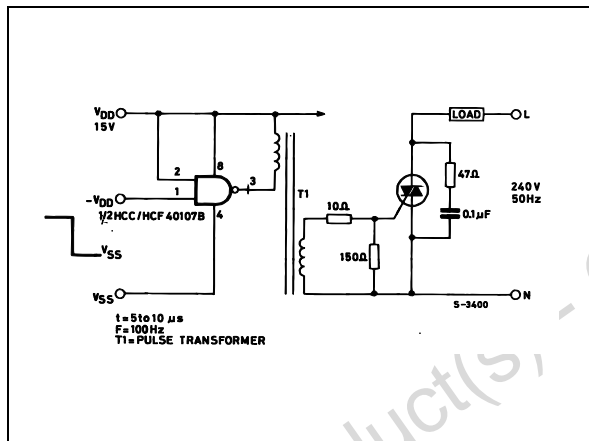 VDD
15V
2
8
1
3
-VDD
1/2HCC/HCF 40107B
4
VSS
VSS
t=5to10 µs
F=100Hz
T1=PULSE TRANSFORMER
T1
10Ω
150Ω
LOAD
L
47Ω
0.1µF
240V
50Hz
N
S-3400
duct(s) -